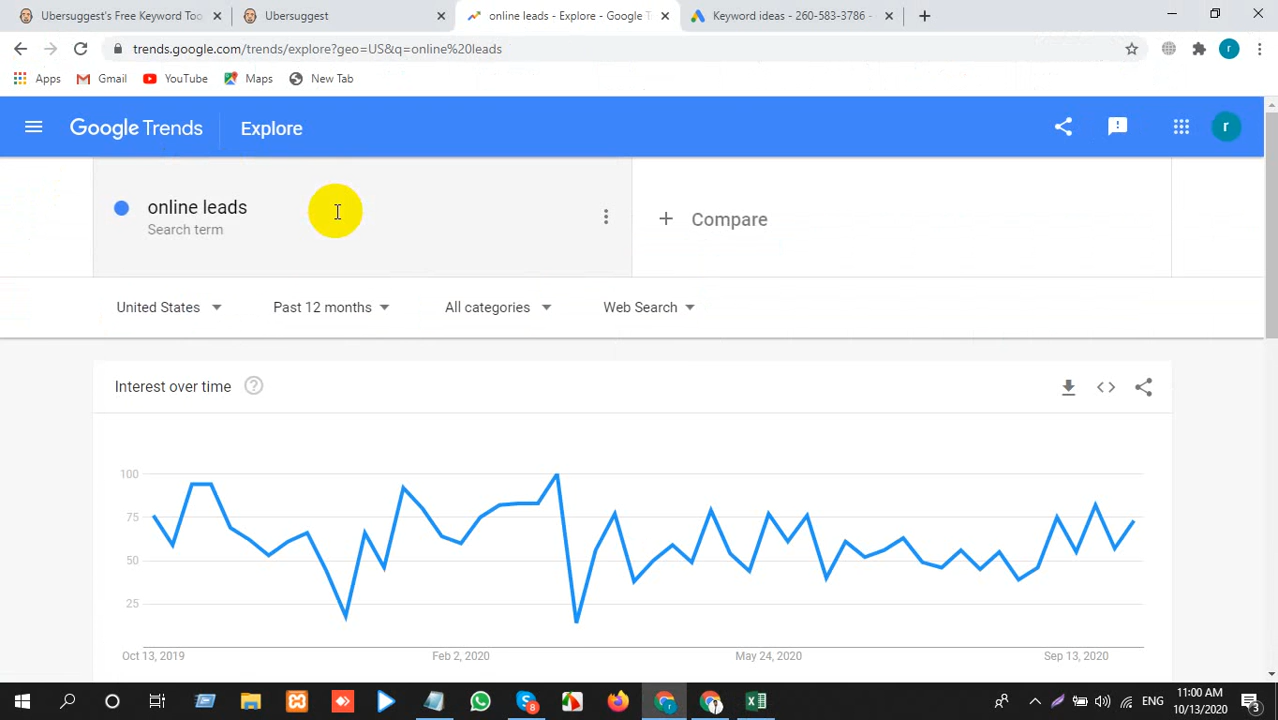 Ubersuggest's Free Keyword Too
Ubersuggest
online leads - Explore - Google T
Keyword ideas - 260-583-3786 -
trends.google.com/trends/explore?geo=US&q=online%20leads
r
Apps
Gmail
YouTube
Maps
New Tab
Google Trends
Explore
r
online leads
Search term
+ Compare
United States
Past 12 months
All categories
Web Search
Interest over time
100
75
50
25
Oct 13, 2019
Feb 2, 2020
May 24, 2020
Sep 13, 2020
8
r
ENG
11:00 AM
10/13/2020
3